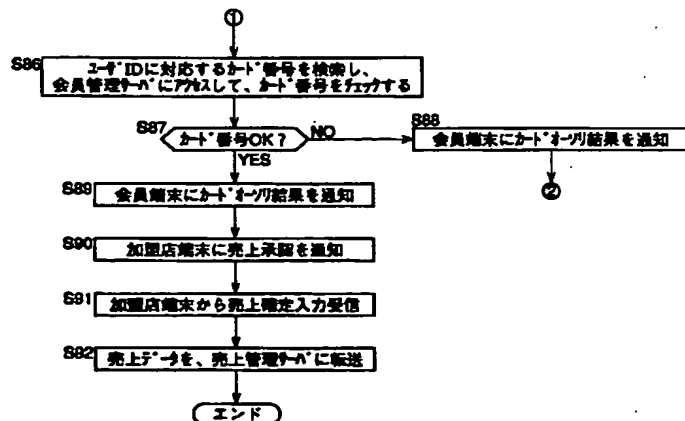 ①
S86
ユーザIDに対応するカード番号を検索し、
会員管理サーバにアクセスして、カード番号をチェックする
S87
カード番号OK?
NO
S88
会員端末にカードオーソリ結果を通知
②
YES
S89
会員端末にカードオーソリ結果を通知
S90
加盟店端末に売上承認を通知
S91
加盟店端末から売上確定入力受信
S92
売上データを、売上管理サーバに転送
エンド